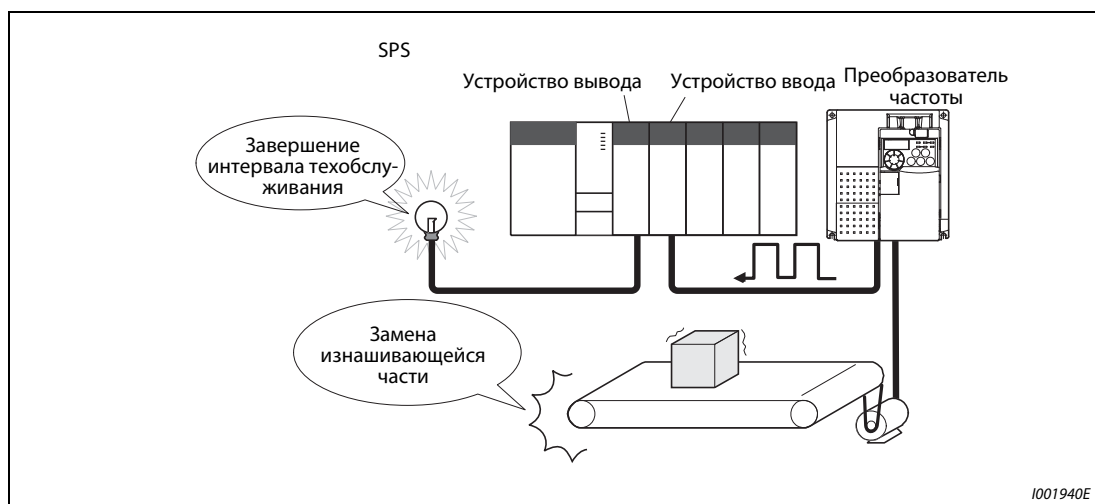 SPS
Устройство вывода
Устройство ввода
Преобразователь
частоты
Завершение
интервала техобслу-
живания
Замена
изнашивающейся
части
I001940E